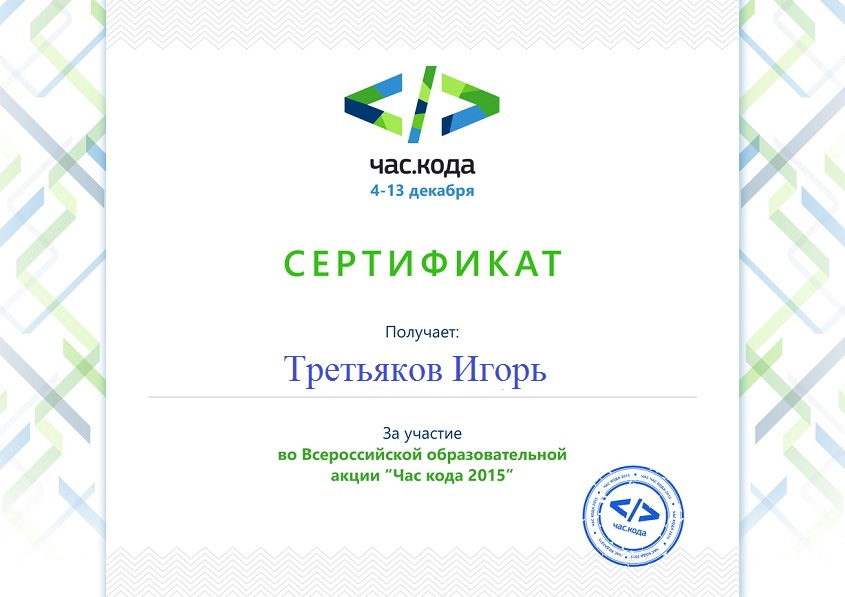 час.кода
4-13 декабря
СЕРТИФИКАТ
Получает:
Третьяков Игорь
За участие
во Всероссийской образовательной
акции “Час кода 2015”
час.кода